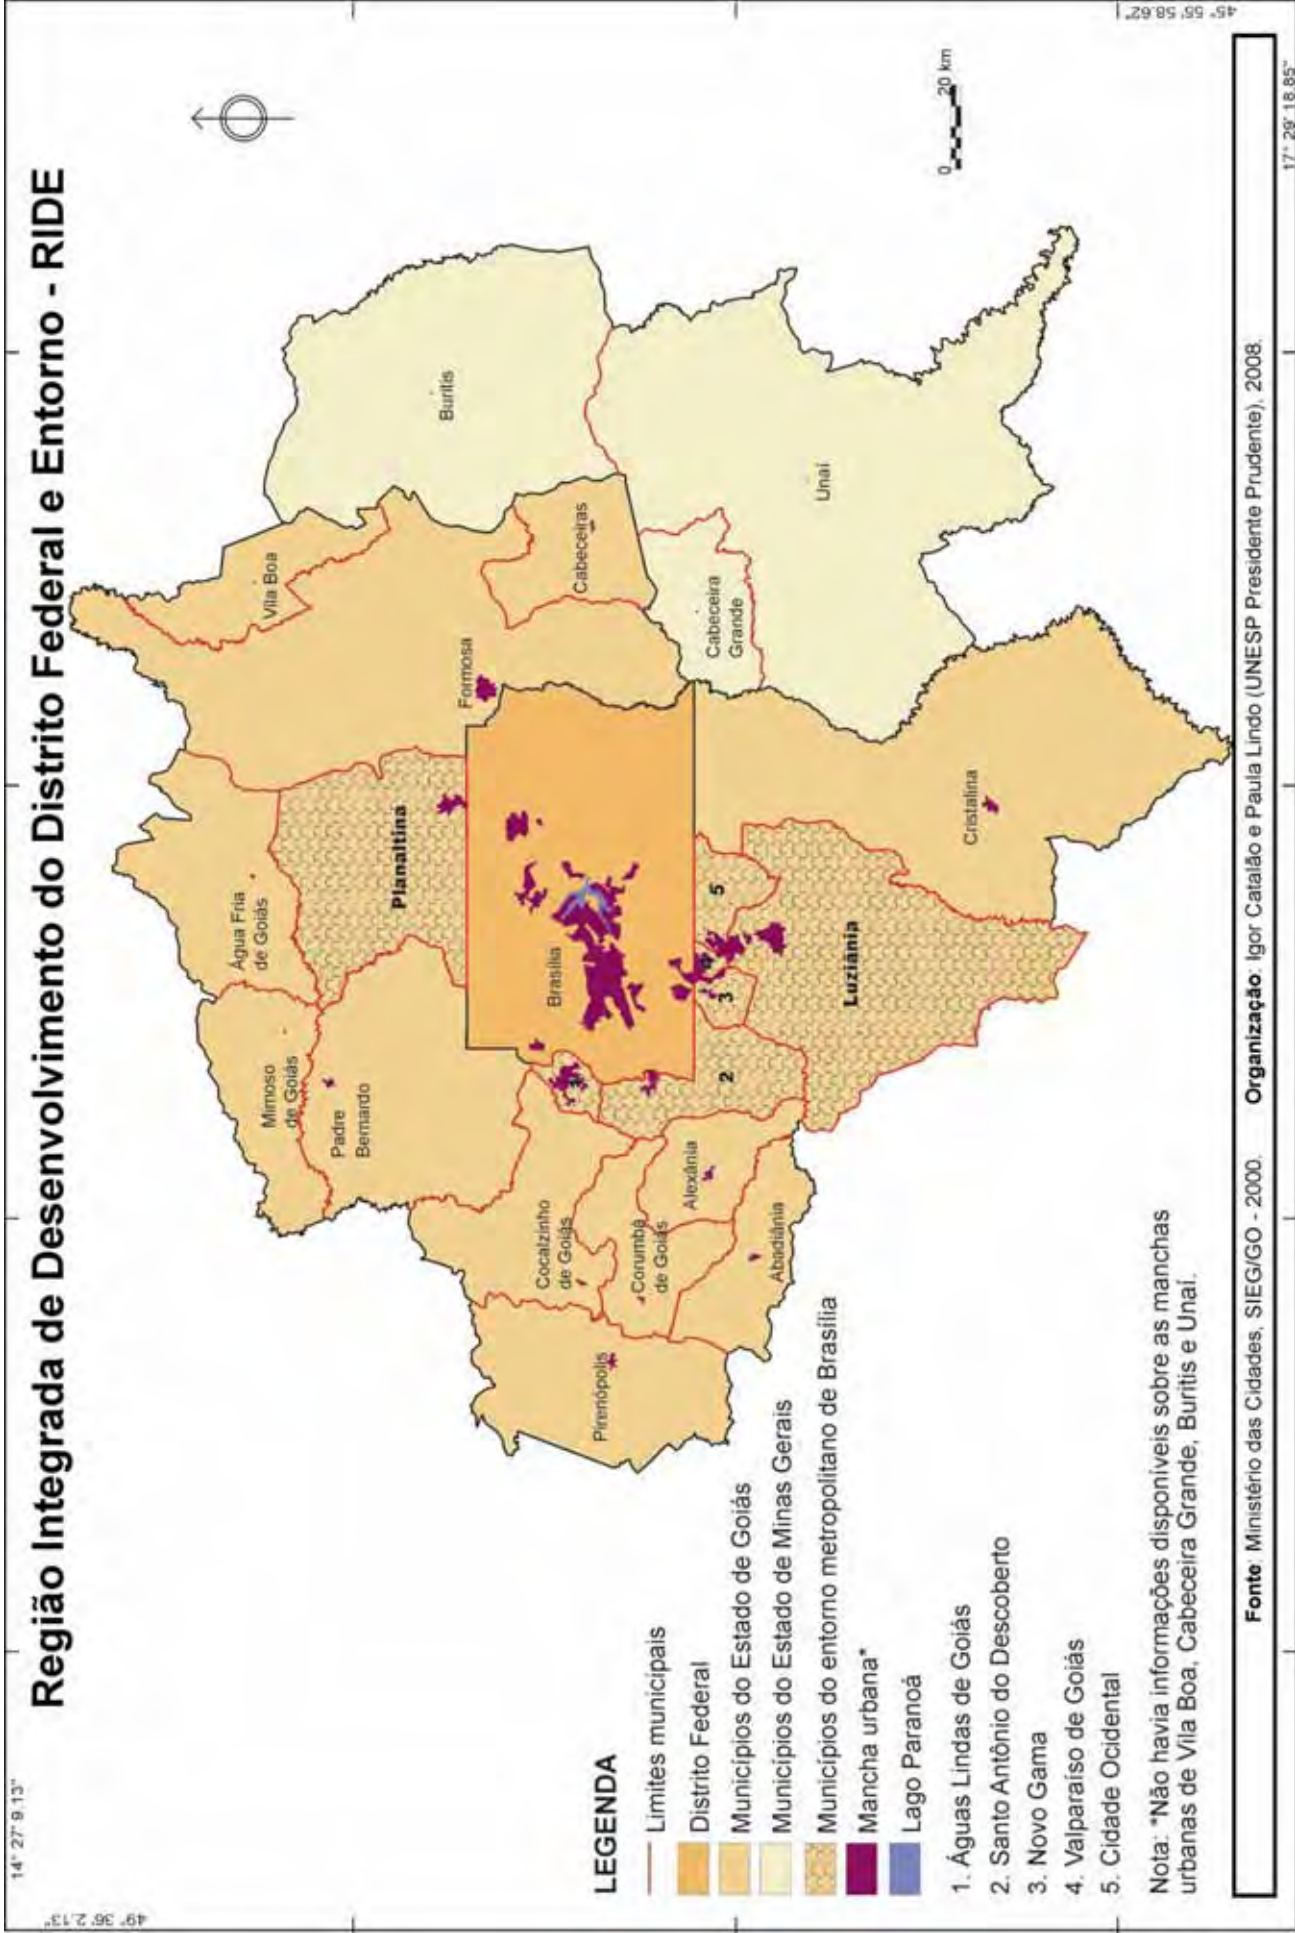 Região Integrada de Desenvolvimento do Distrito Federal e Entorno - RIDE
14° 27' 9.13"
49° 36' 2.13"
Vila Boa
Buritis
Água Fria
de Goiás
Mimoso
de Goiás
Planaltina
Formosa
Padre
Bernardo
Cabeceiras
Brasília
Cocalzinho
de Goiás
1
Pirenópolis
Corumbá
de Goiás
Alexânia
2
3
4
5
Cabeceira
Grande
Abadiânia
Unaí
Luziânia
Cristalina
0 20 km
LEGENDA
Limites municipais
Distrito Federal
Municípios do Estado de Goiás
Municípios do Estado de Minas Gerais
Municípios do entorno metropolitano de Brasília
Mancha urbana*
Lago Paranoá
1. Águas Lindas de Goiás
2. Santo Antônio do Descoberto
3. Novo Gama
4. Valparaíso de Goiás
5. Cidade Ocidental
Nota: *Não havia informações disponíveis sobre as manchas
urbanas de Vila Boa, Cabeceira Grande, Buritis e Unaí.
45° 55' 58.62"
Fonte: Ministério das Cidades, SIEG/GO - 2000. Organização: Igor Catalão e Paula Lindo (UNESP Presidente Prudente), 2008.
17° 29' 18.85"